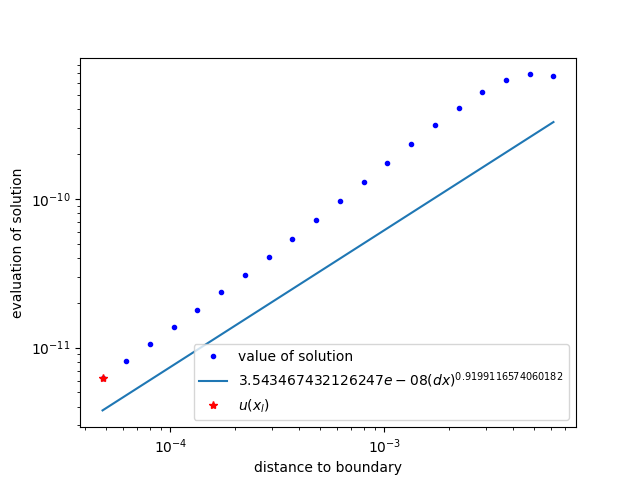 evaluation of solution
10⁻¹⁰
10⁻¹¹
value of solution
3.543467432126247e − 08(dx)^0.9199116574060182
u(x_l)
10⁻⁴
10⁻³
distance to boundary